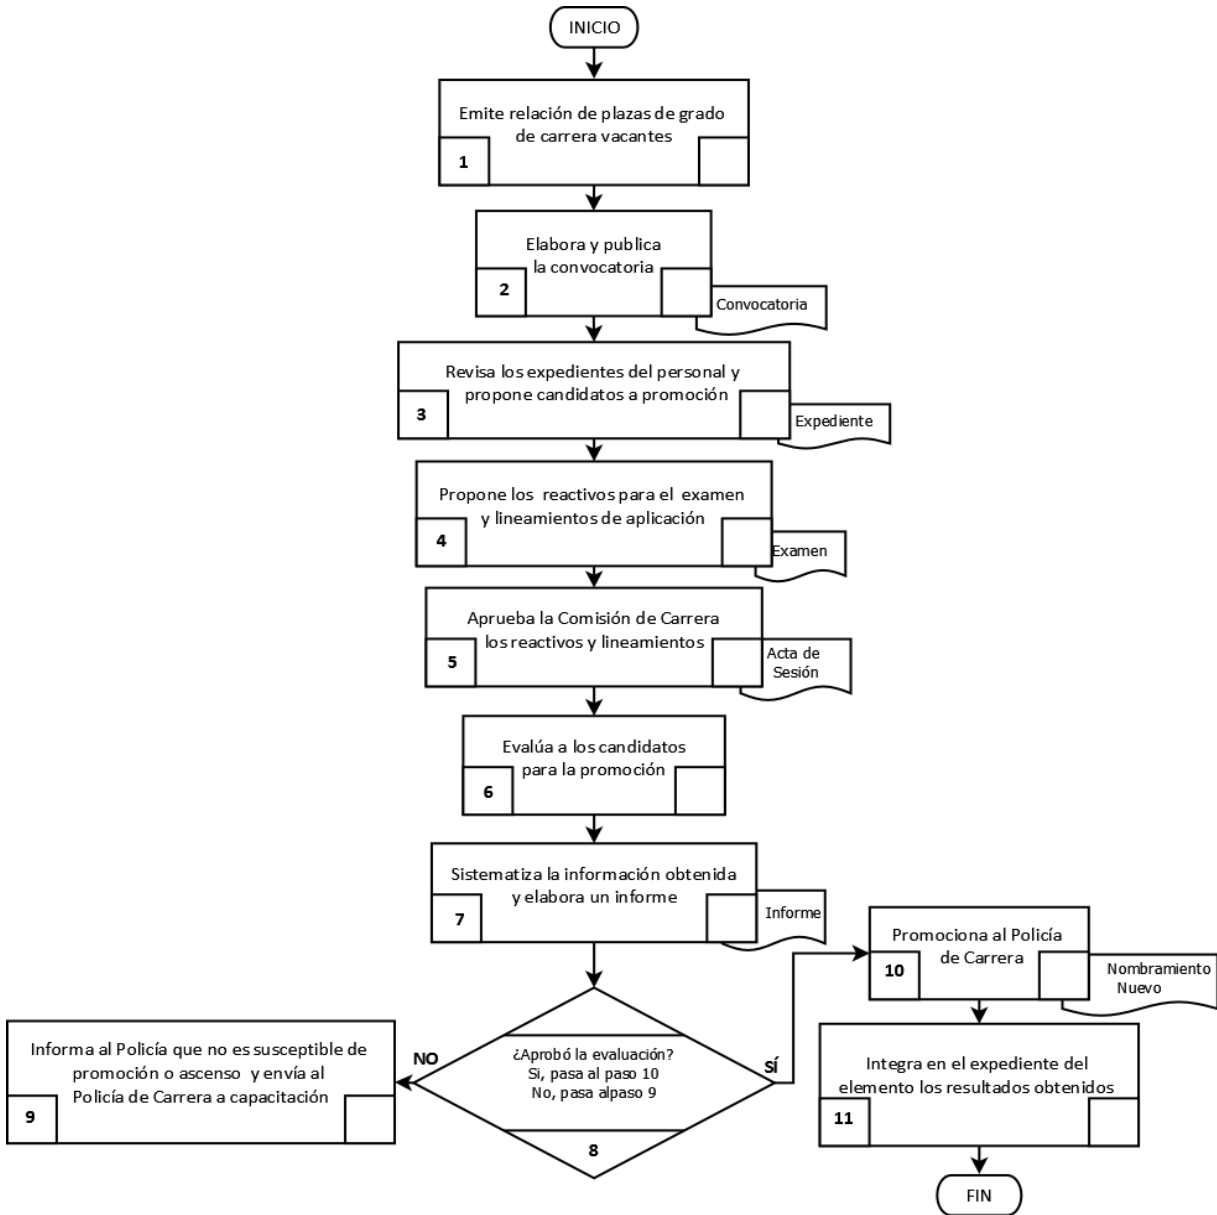 INICIO
Emite relación de plazas de grado
de carrera vacantes
1
Elabora y publica
la convocatoria
2
Convocatoria
Revisa los expedientes del personal y
propone candidatos a promoción
3
Expediente
Propone los reactivos para el examen
y lineamientos de aplicación
4
Examen
Aprueba la Comisión de Carrera
los reactivos y lineamientos
5
Acta de
Sesión
Evalúa a los candidatos
para la promoción
6
Sistematiza la información obtenida
y elabora un informe
7
Informe
¿Aprobó la evaluación?
Si, pasa al paso 10
No, pasa alpaso 9
8
NO
Informa al Policía que no es susceptible de
promoción o ascenso y envía al
Policía de Carrera a capacitación
9
SÍ
Promociona al Policía
de Carrera
10
Nombramiento
Nuevo
Integra en el expediente del
elemento los resultados obtenidos
11
FIN